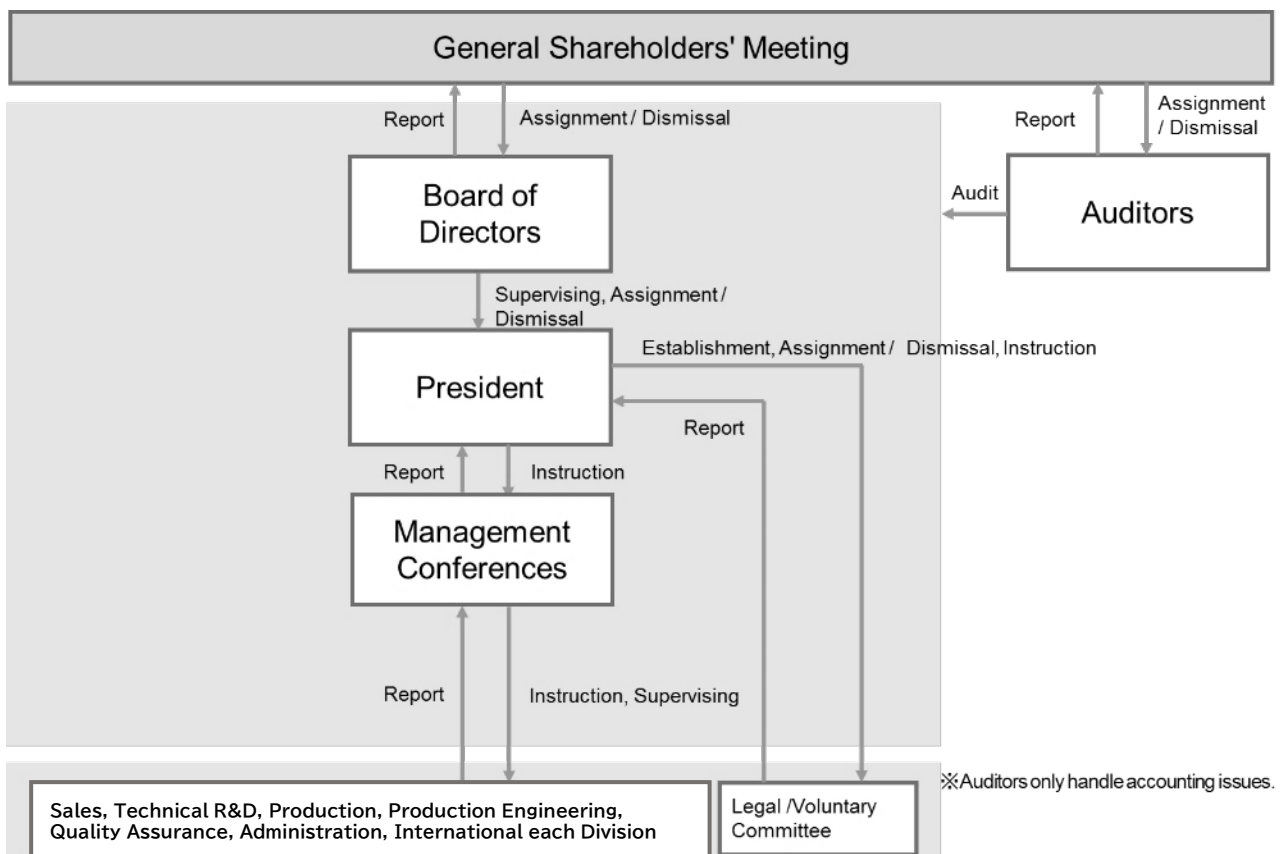 General Shareholders' Meeting
Report
Assignment / Dismissal
Report
Assignment
/ Dismissal
Board of
Directors
Audit
Auditors
Supervising, Assignment /
Dismissal
Establishment, Assignment / Dismissal, Instruction
President
Report
Report
Instruction
Management
Conferences
Report
Instruction, Supervising
※Auditors only handle accounting issues.
Sales, Technical R&D, Production, Production Engineering,
Quality Assurance, Administration, International each Division
Legal /Voluntary
Committee